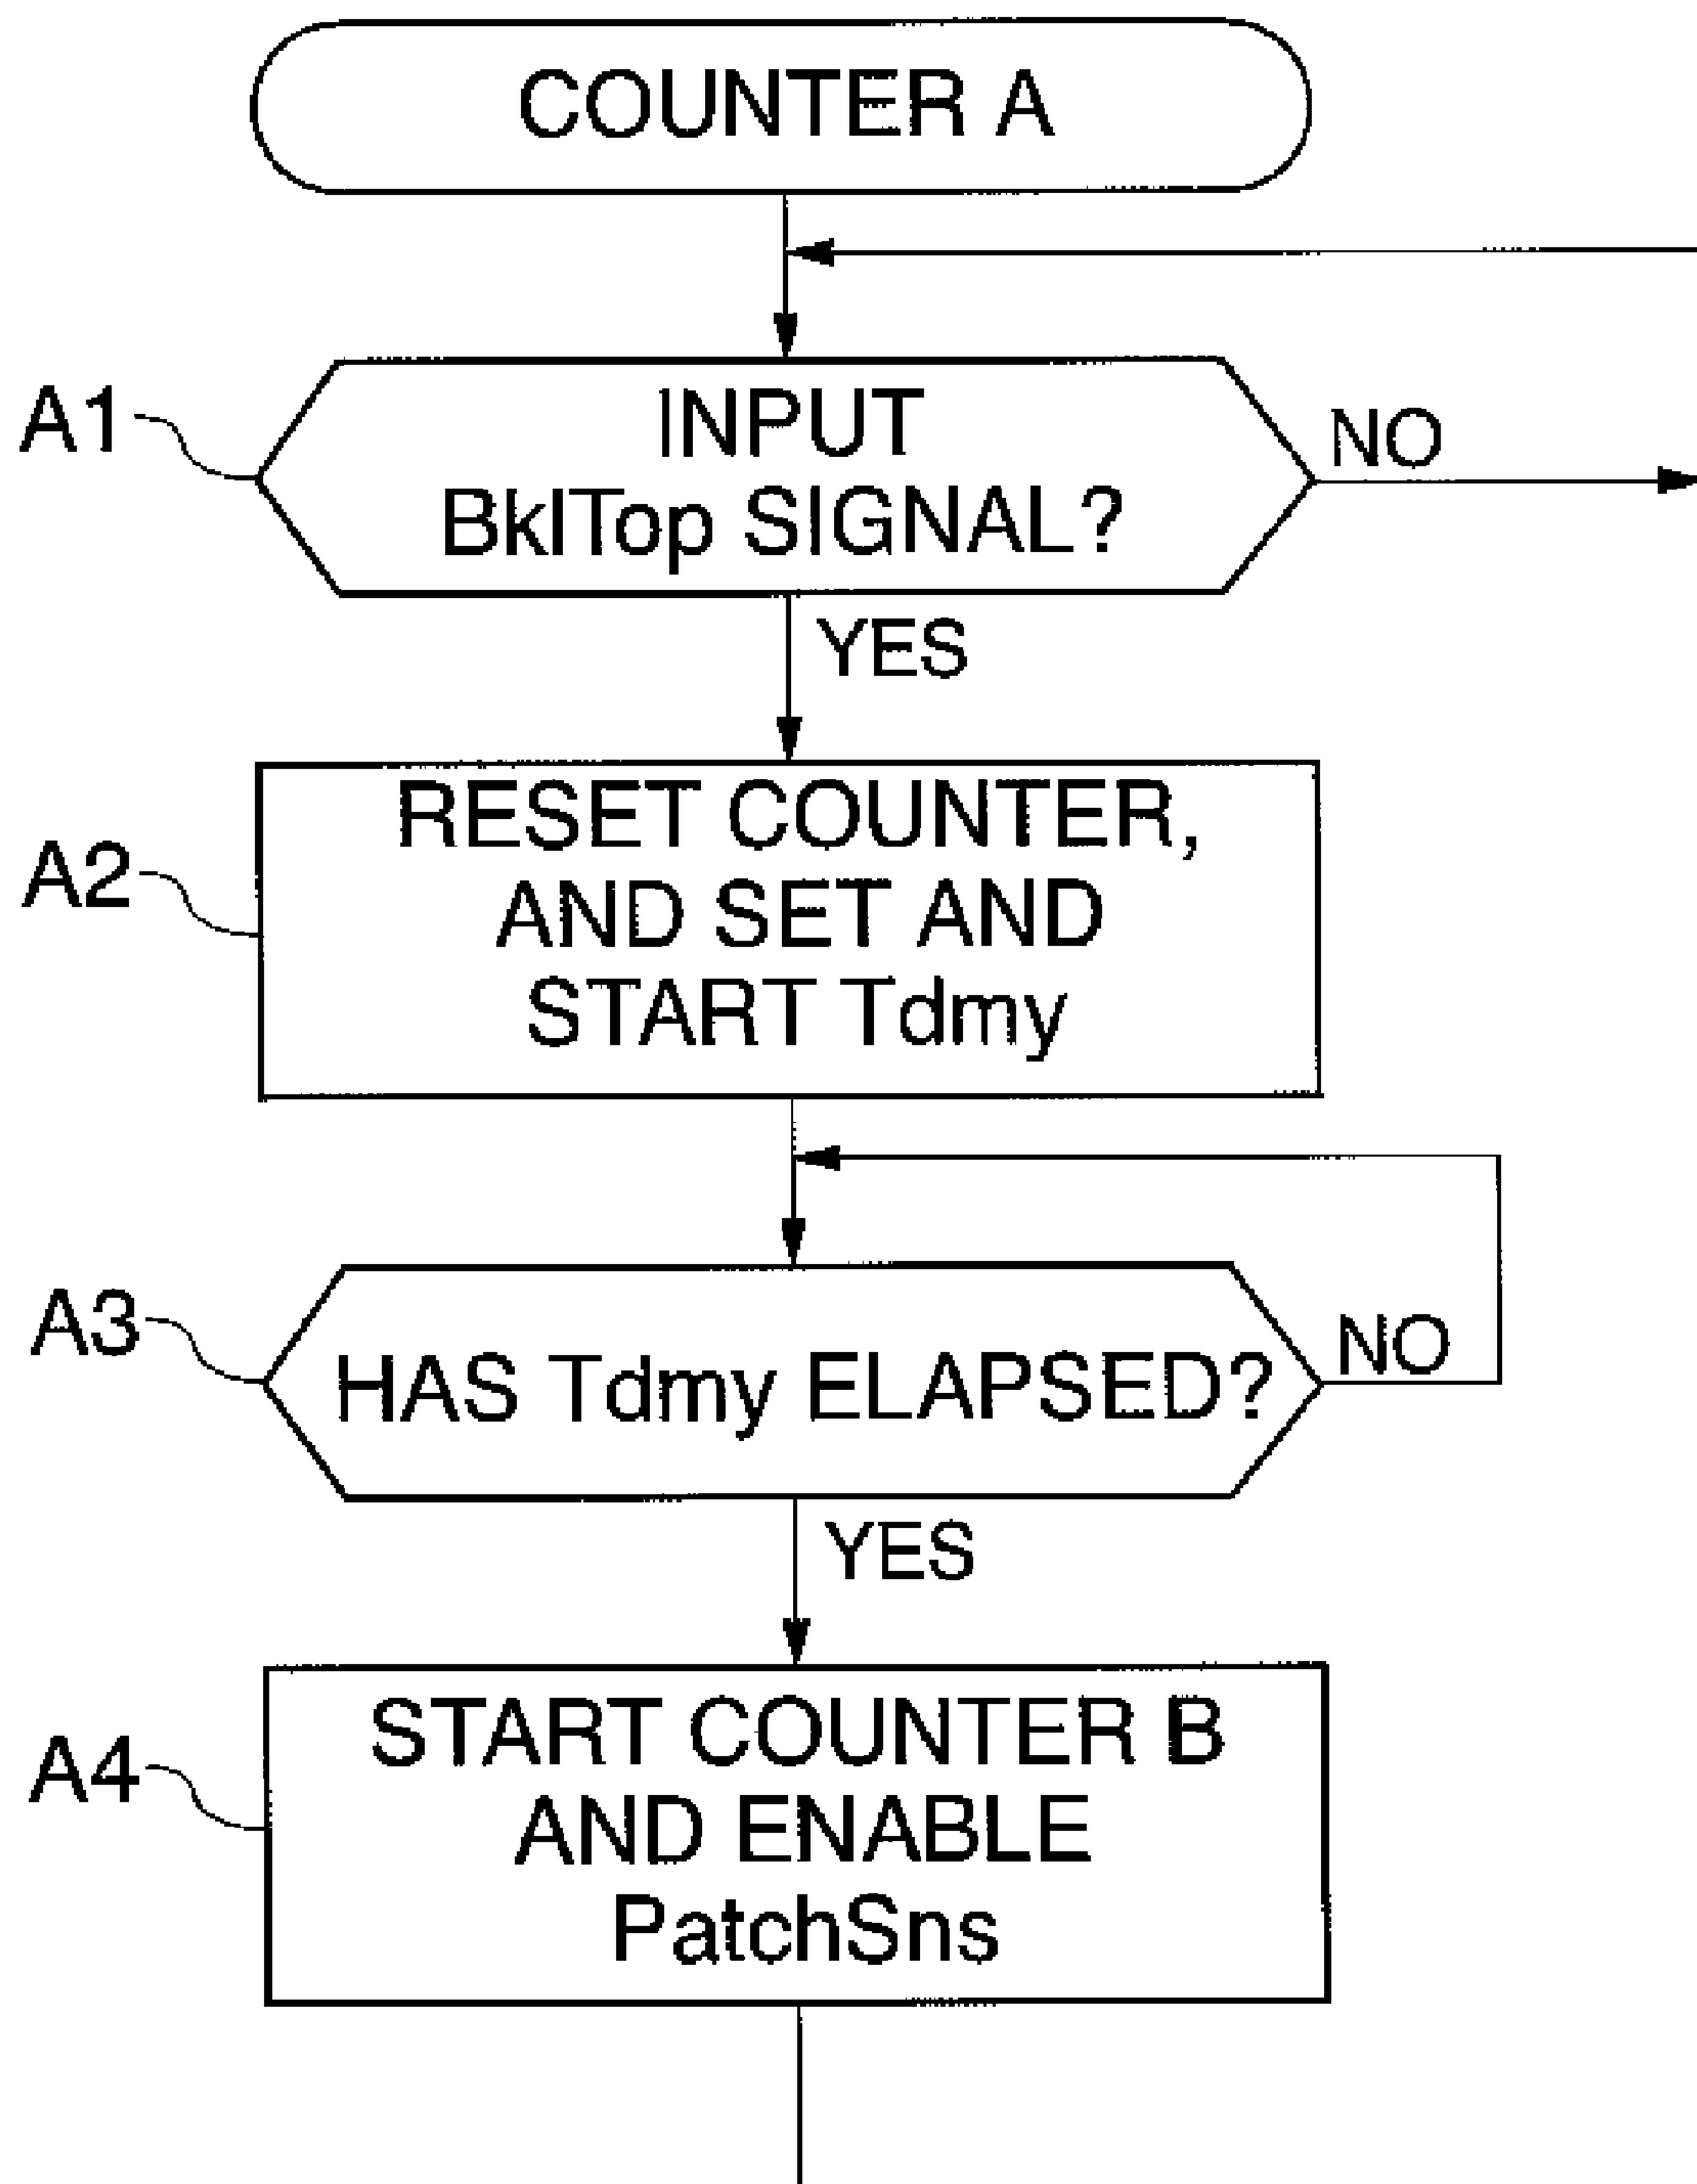 COUNTER A
A1
INPUT
BklTop SIGNAL?
NO
YES
A2
RESET COUNTER,
AND SET AND
START Tdmy
A3
HAS Tdmy ELAPSED?
NO
YES
A4
START COUNTER B
AND ENABLE
PatchSns